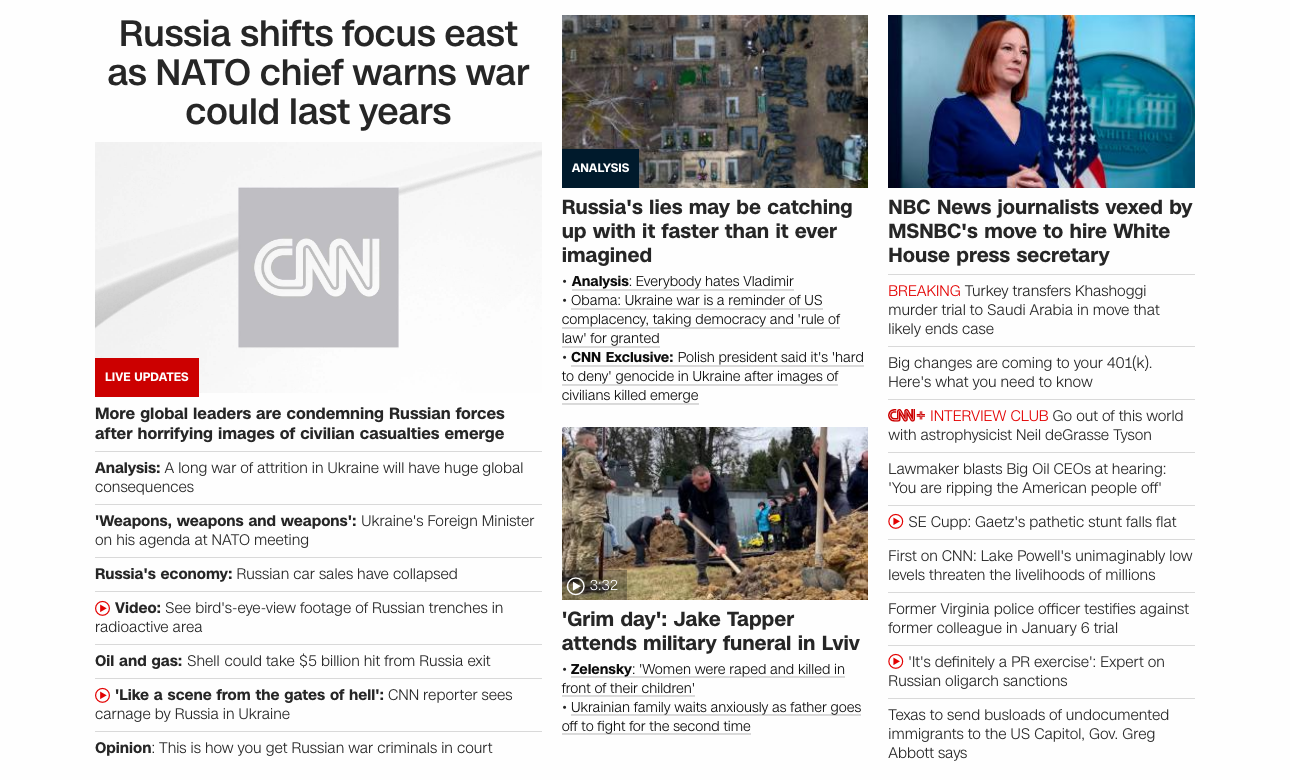 Russia shifts focus east
as NATO chief warns war
could last years
CNN
LIVE UPDATES
More global leaders are condemning Russian forces
after horrifying images of civilian casualties emerge
Analysis: A long war of attrition in Ukraine will have huge global
consequences
'Weapons, weapons and weapons': Ukraine's Foreign Minister
on his agenda at NATO meeting
Russia's economy: Russian car sales have collapsed
Video: See bird's-eye-view footage of Russian trenches in
radioactive area
Oil and gas: Shell could take $5 billion hit from Russia exit
'Like a scene from the gates of hell': CNN reporter sees
carnage by Russia in Ukraine
Opinion: This is how you get Russian war criminals in court
ANALYSIS
Russia's lies may be catching
up with it faster than it ever
imagined
• Analysis: Everybody hates Vladimir
• Obama: Ukraine war is a reminder of US
complacency, taking democracy and 'rule of
law' for granted
• CNN Exclusive: Polish president said it's 'hard
to deny' genocide in Ukraine after images of
civilians killed emerge
3:32
'Grim day': Jake Tapper
attends military funeral in Lviv
• Zelensky: 'Women were raped and killed in
front of their children'
• Ukrainian family waits anxiously as father goes
off to fight for the second time
WHITE HOUSE
NBC News journalists vexed by
MSNBC's move to hire White
House press secretary
BREAKING Turkey transfers Khashoggi
murder trial to Saudi Arabia in move that
likely ends case
Big changes are coming to your 401(k).
Here's what you need to know
CNN+ INTERVIEW CLUB Go out of this world
with astrophysicist Neil deGrasse Tyson
Lawmaker blasts Big Oil CEOs at hearing:
'You are ripping the American people off'
SE Cupp: Gaetz's pathetic stunt falls flat
First on CNN: Lake Powell's unimaginably low
levels threaten the livelihoods of millions
Former Virginia police officer testifies against
former colleague in January 6 trial
'It's definitely a PR exercise': Expert on
Russian oligarch sanctions
Texas to send busloads of undocumented
immigrants to the US Capitol, Gov. Greg
Abbott says